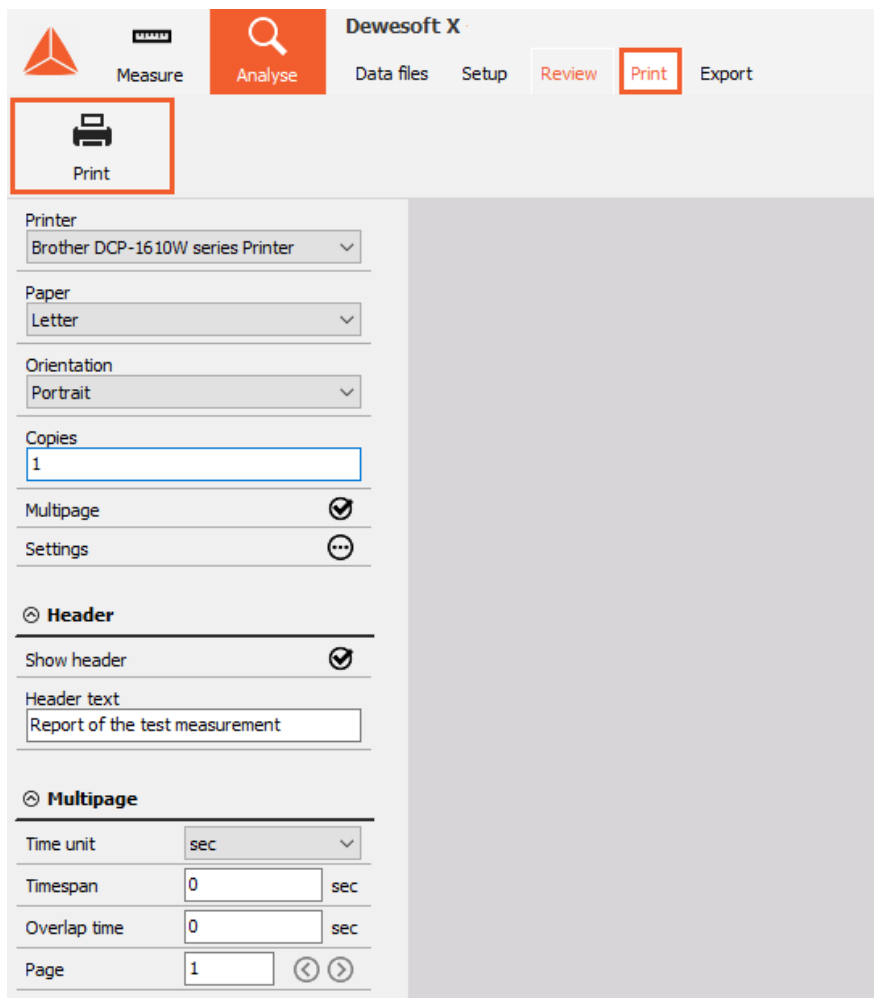 Dewesoft X
Measure
Analyse
Data files Setup Review Print Export
Print
Printer
Brother DCP-1610W series Printer
Paper
Letter
Orientation
Portrait
Copies
1
Multipage
Settings
Header
Show header
Header text
Report of the test measurement
Multipage
Time unit sec
Timespan 0 sec
Overlap time 0 sec
Page 1